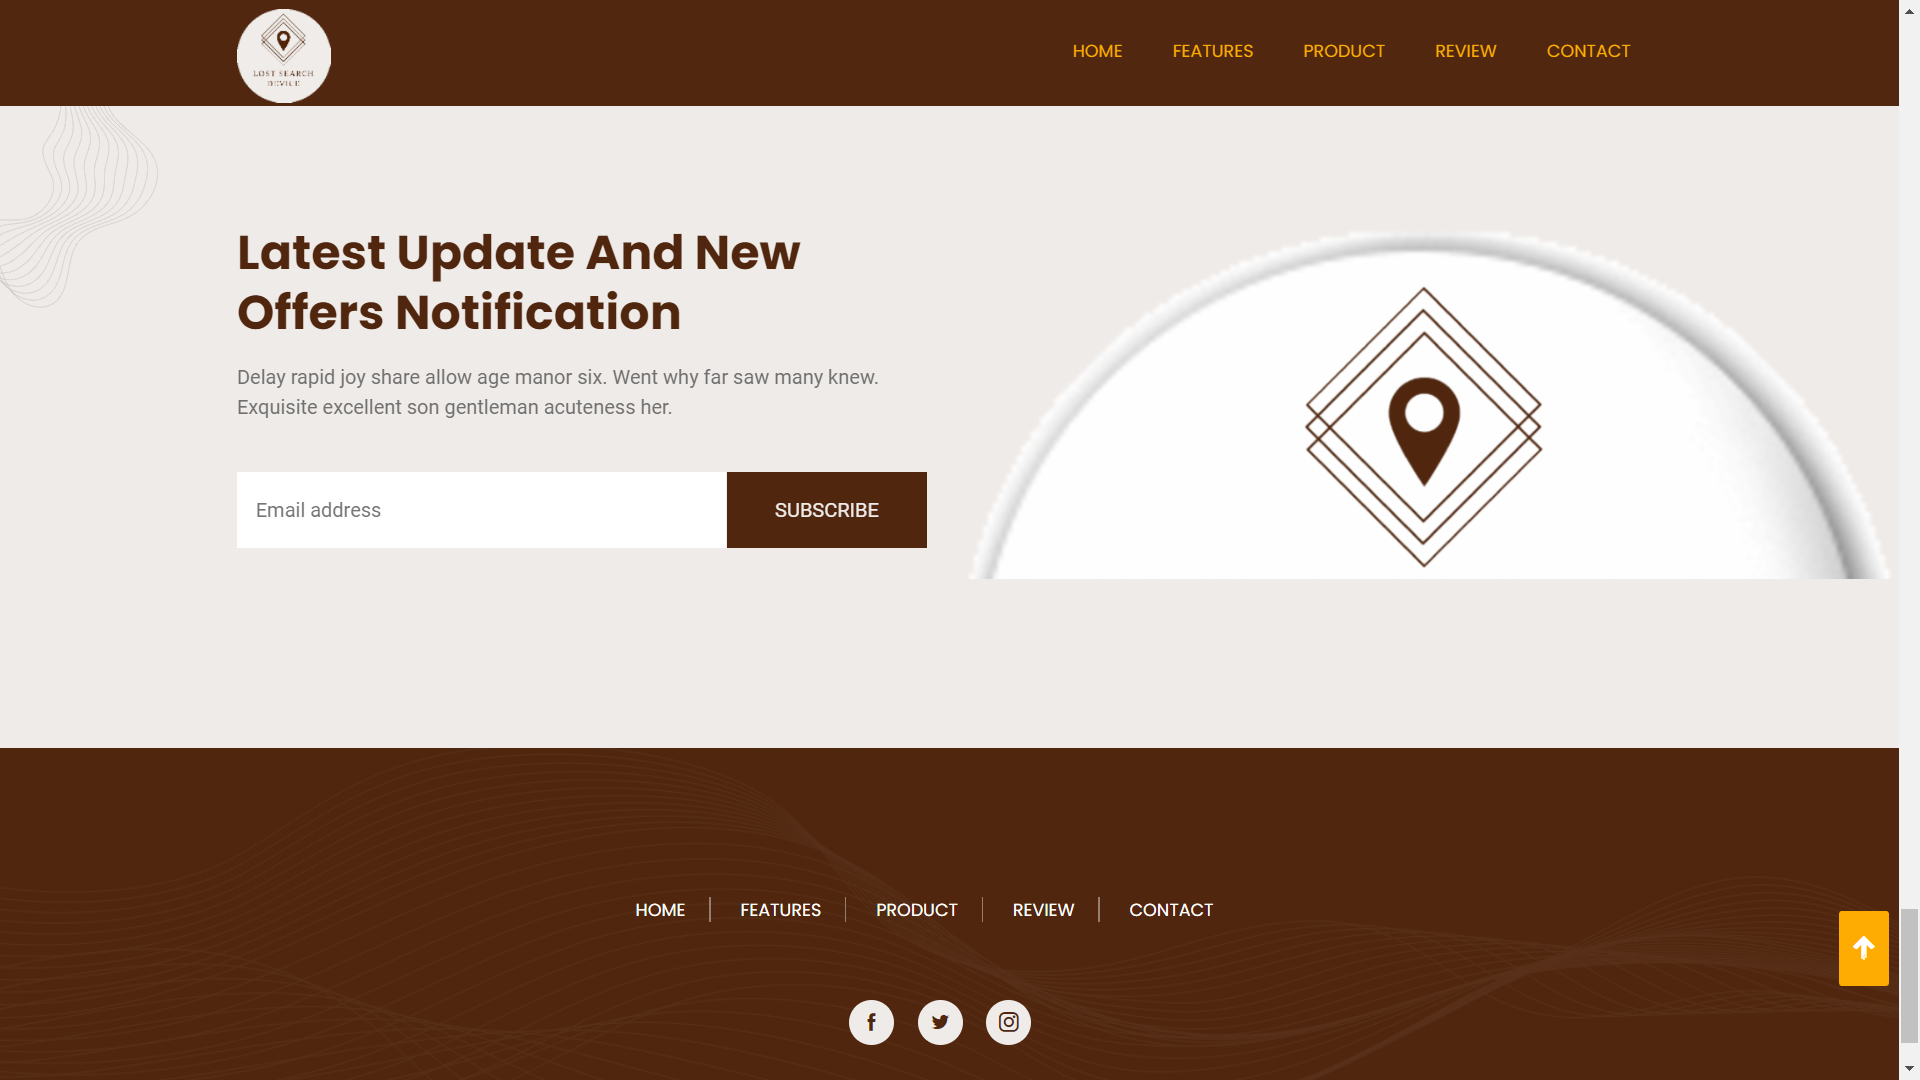 LOST SEARCH
DEVICE
HOME FEATURES PRODUCT REVIEW CONTACT
Latest Update And New
Offers Notification
Delay rapid joy share allow age manor six. Went why far saw many knew.
Exquisite excellent son gentleman acuteness her.
Email address
SUBSCRIBE
HOME FEATURES PRODUCT REVIEW CONTACT